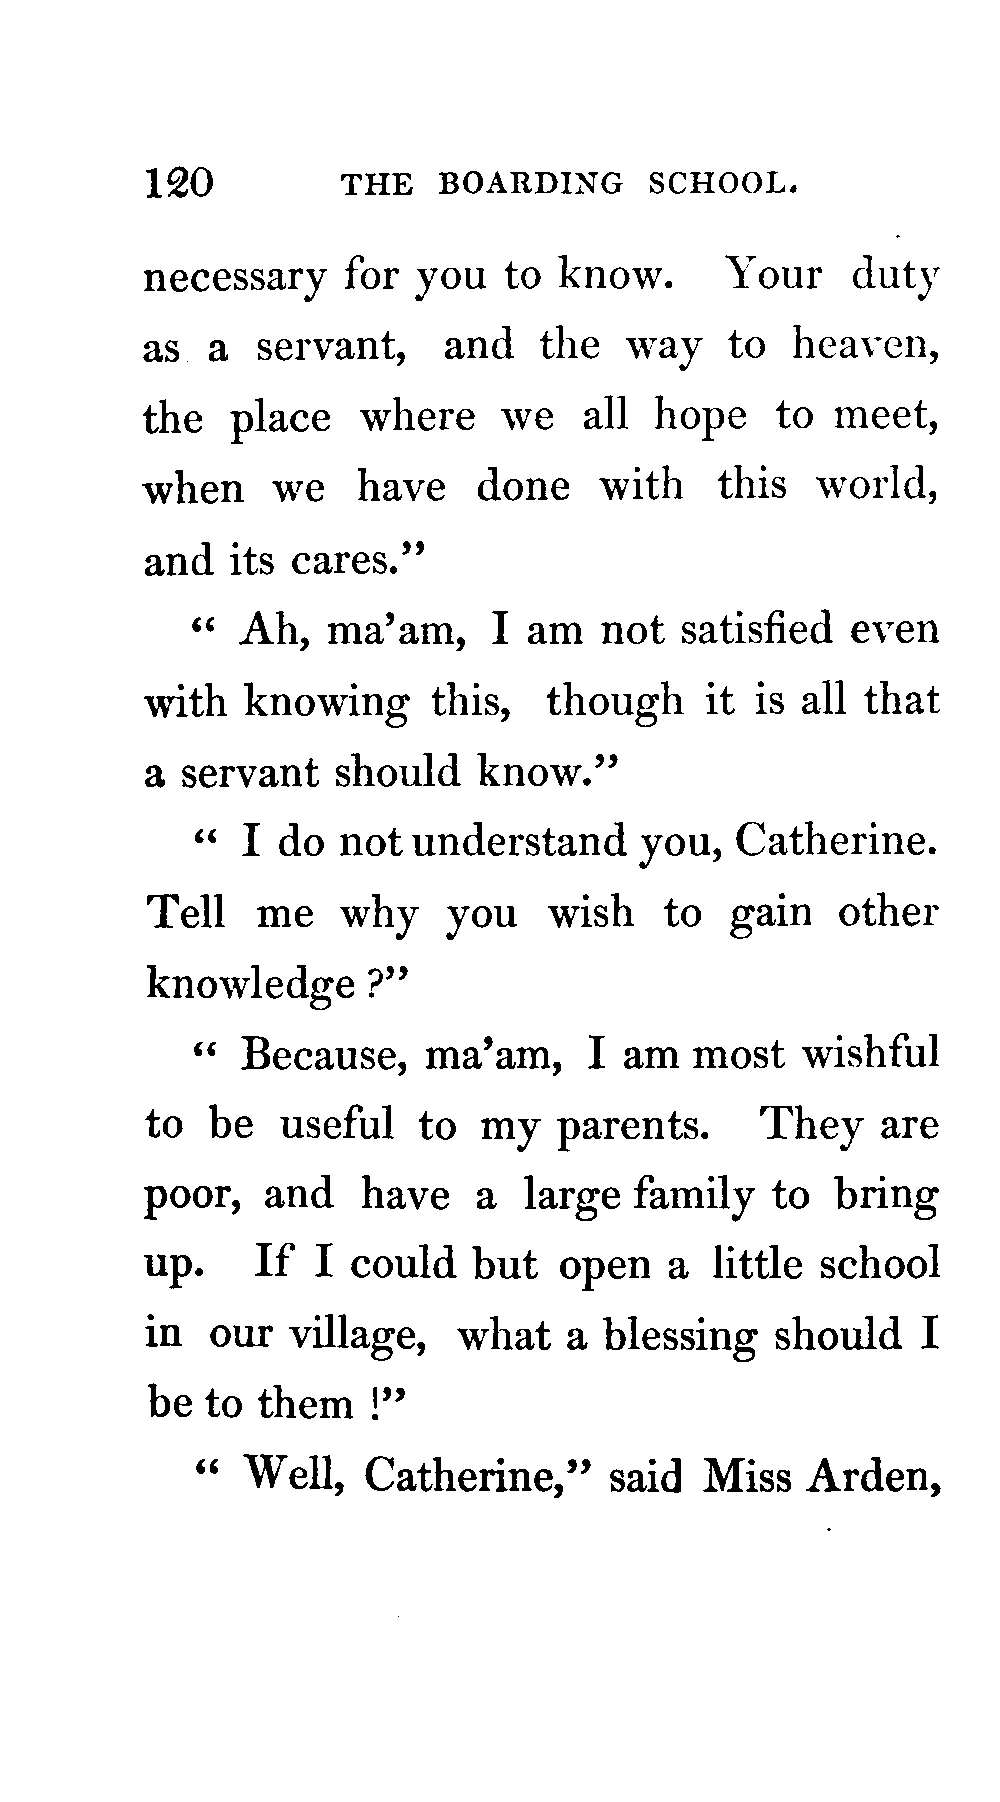 120 THE BOARDING SCHOOL.
necessary for you to know. Your duty
as a servant, and the way to heaven,
the place where we all hope to meet,
when we have done with this world,
and its cares.”
“ Ah, ma’am, I am not satisfied even
with knowing this, though it is all that
a servant should know.”
“ I do not understand you, Catherine.
Tell me why you wish to gain other
knowledge ?”
“ Because, ma’am, I am most wishful
to be useful to my parents. They are
poor, and have a large family to bring
up. If I could but open a little school
in our village, what a blessing should I
be to them !”
“ Well, Catherine,” said Miss Arden,